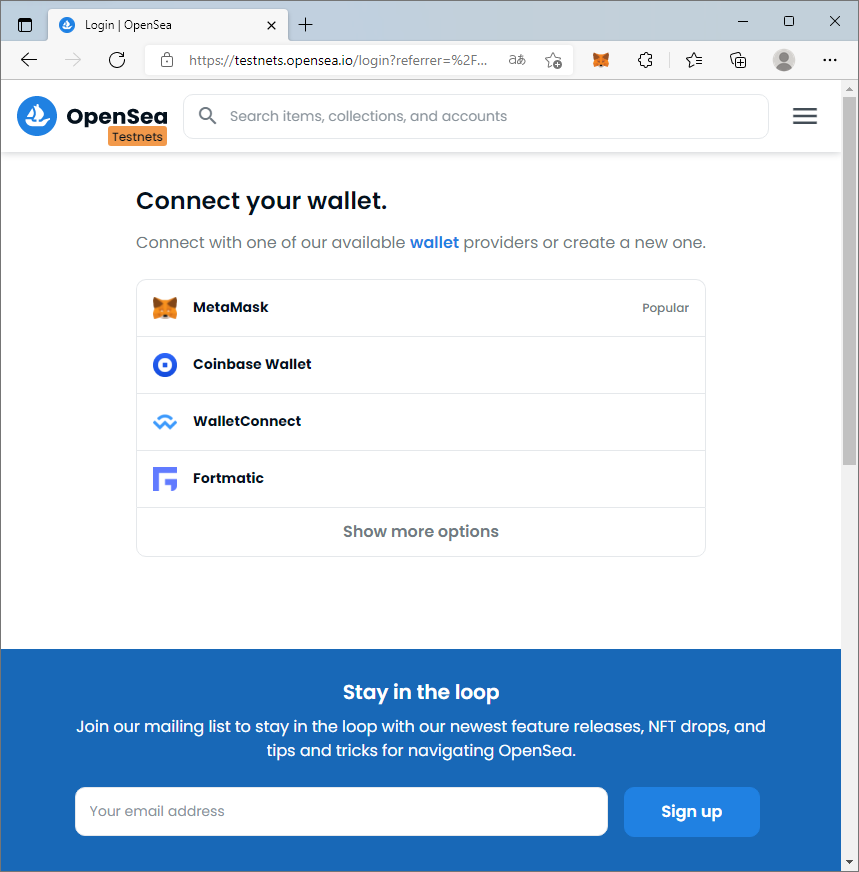 Login | OpenSea
https://testnets.opensea.io/login?referrer=%2F...
aあ
OpenSea
Testnets
Search items, collections, and accounts
Connect your wallet.
Connect with one of our available wallet providers or create a new one.
MetaMask
Popular
Coinbase Wallet
WalletConnect
Fortmatic
Show more options
Stay in the loop
Join our mailing list to stay in the loop with our newest feature releases, NFT drops, and
tips and tricks for navigating OpenSea.
Your email address
Sign up